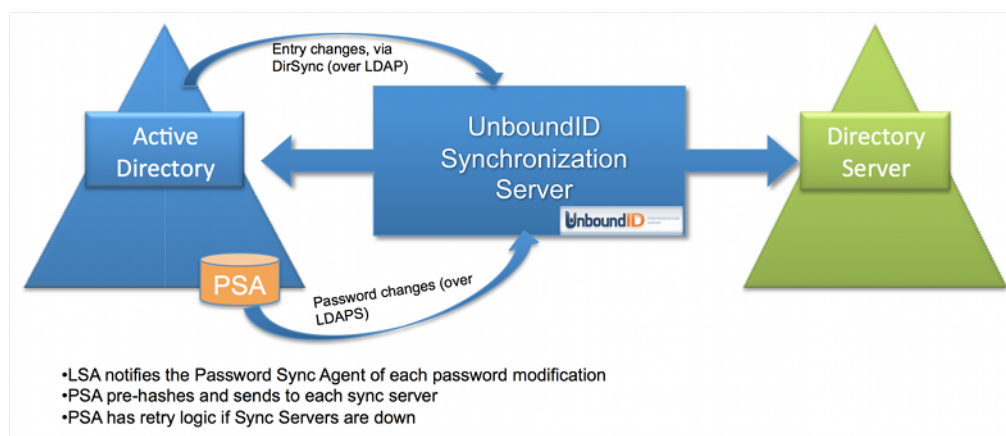 Entry changes, via
DirSync (over LDAP)
Active
Directory
UnboundID
Synchronization
Server
UnboundID
Directory
Server
PSA
Password changes (over
LDAPS)
•LSA notifies the Password Sync Agent of each password modification
•PSA pre-hashes and sends to each sync server
•PSA has retry logic if Sync Servers are down